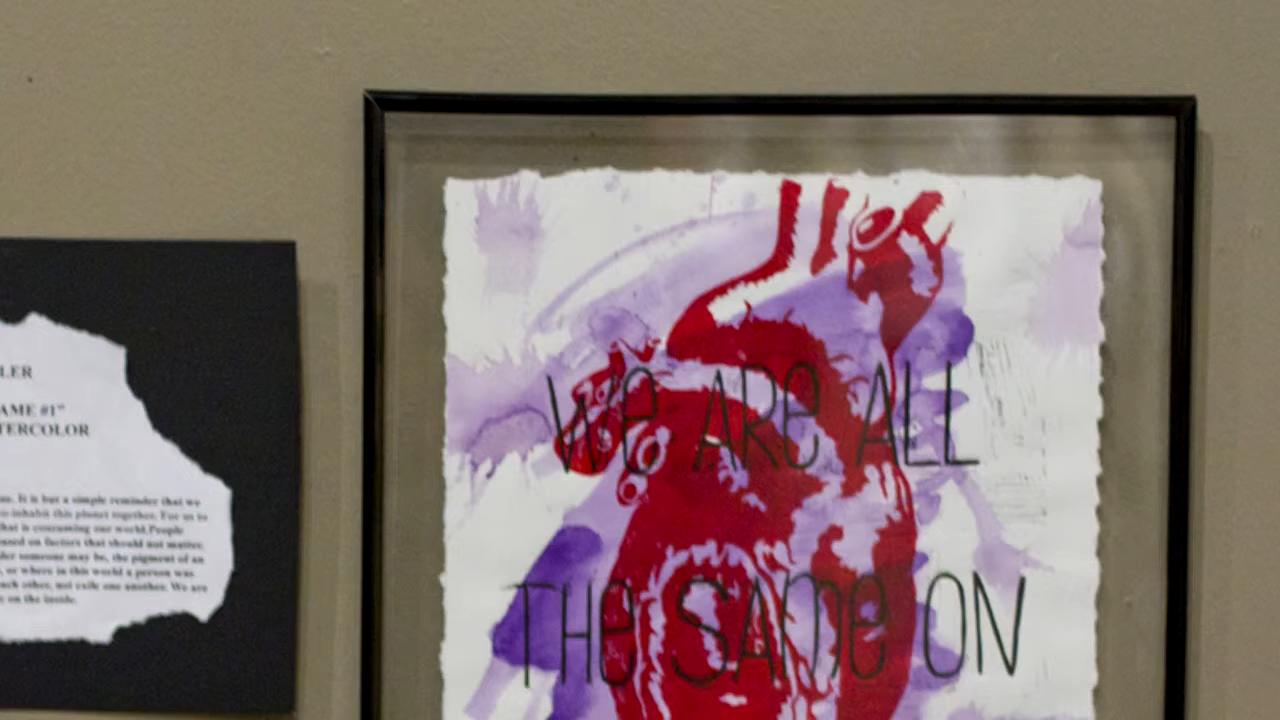 LER
AME #1"
TERCOLOR
. It is but a simple reminder that we
o-inhabit this planet together. For us to
that is consuming our world. People
ased on factors that should not matter.
der someone may be, the pigment of an
, or where in this world a person was
each other, not exile one another. We are
e on the inside.
We ARe ALL
THe SAMe ON